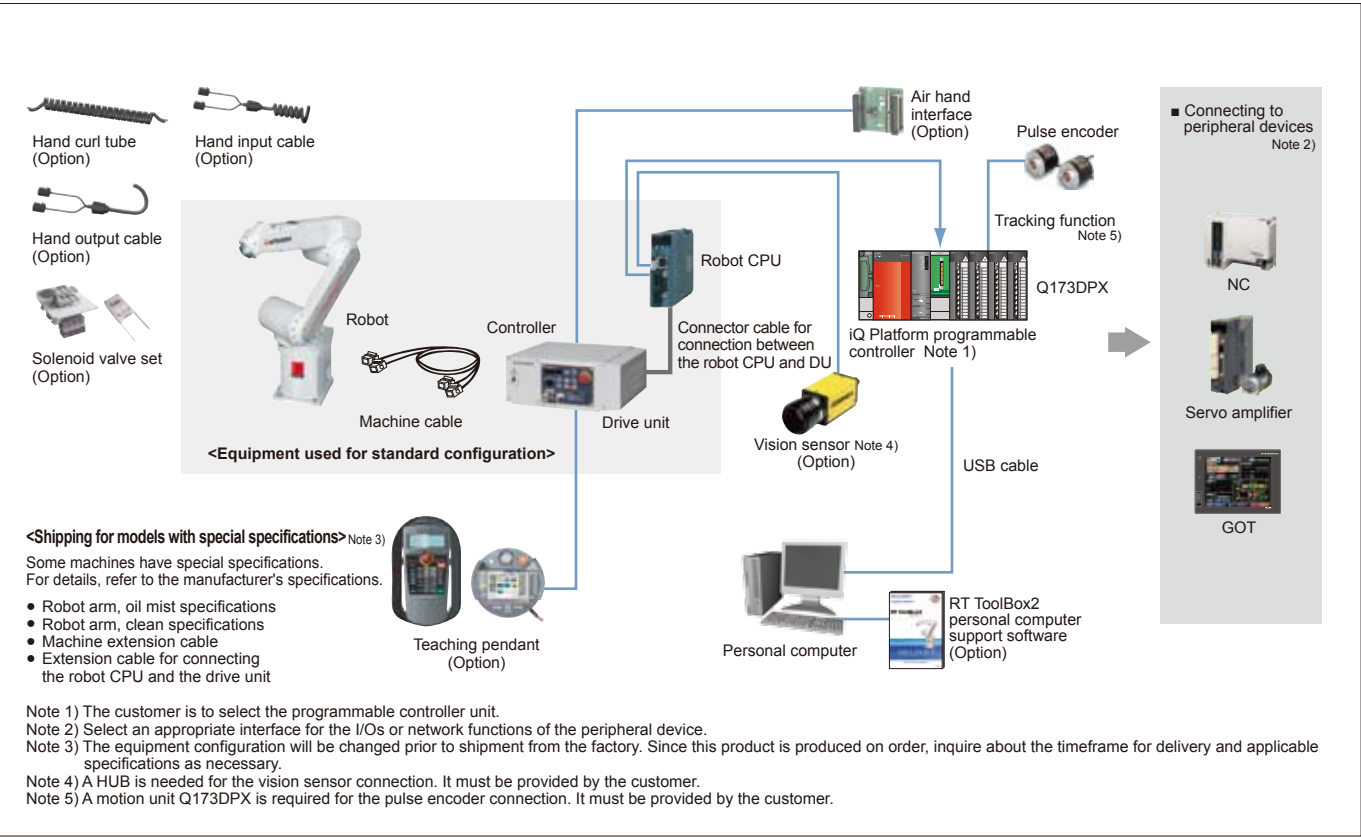 Hand curl tube
(Option)
Hand input cable
(Option)
Hand output cable
(Option)
Solenoid valve set
(Option)
Air hand
interface
(Option)
Pulse encoder
Tracking function
Note 5)
Q173DPX
iQ Platform programmable
controller Note 1)
Robot CPU
Robot
Controller
Connector cable for
connection between
the robot CPU and DU
Machine cable
Drive unit
<Equipment used for standard configuration>
Vision sensor Note 4)
(Option)
USB cable
■ Connecting to
peripheral devices
Note 2)
NC
Servo amplifier
GOT
<Shipping for models with special specifications> Note 3)
Some machines have special specifications.
For details, refer to the manufacturer's specifications.
● Robot arm, oil mist specifications
● Robot arm, clean specifications
● Machine extension cable
● Extension cable for connecting
the robot CPU and the drive unit
Teaching pendant
(Option)
Personal computer
RT ToolBox2
personal computer
support software
(Option)
Note 1) The customer is to select the programmable controller unit.
Note 2) Select an appropriate interface for the I/Os or network functions of the peripheral device.
Note 3) The equipment configuration will be changed prior to shipment from the factory. Since this product is produced on order, inquire about the timeframe for delivery and applicable
specifications as necessary.
Note 4) A HUB is needed for the vision sensor connection. It must be provided by the customer.
Note 5) A motion unit Q173DPX is required for the pulse encoder connection. It must be provided by the customer.